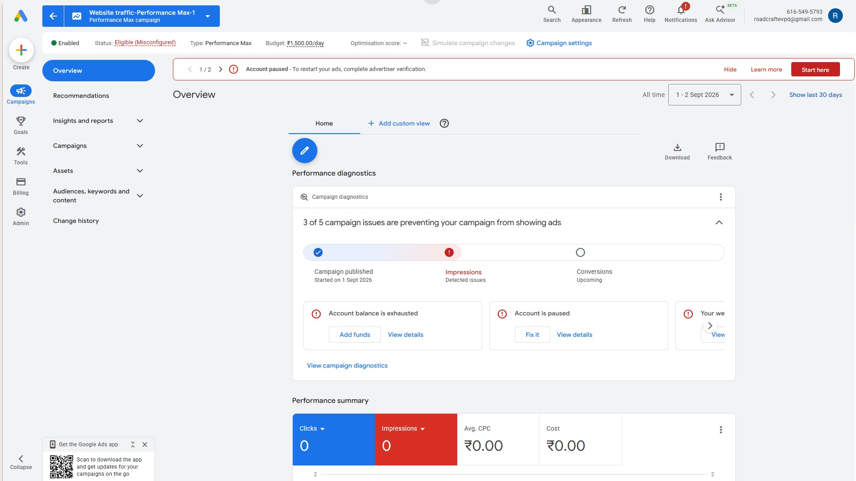 Website traffic-Performance Max-1
Performance Max campaign
Search
Appearance
Refresh
Help
Notifications
Ask Advisor
BETA
616-549-5793
roadcraftevpd@gmail.com
R
Enabled
Status: Eligible (Misconfigured)
Type: Performance Max
Budget: ₹1,500.00/day
Optimisation score: –
Simulate campaign changes
Campaign settings
Create
Campaigns
Goals
Tools
Billing
Admin
Collapse
Overview
Recommendations
Insights and reports
Campaigns
Assets
Audiences, keywords and
content
Change history
1 / 2
Account paused - To restart your ads, complete advertiser verification.
Hide
Learn more
Start here
Overview
All time
1 - 2 Sept 2026
Show last 30 days
Home
+ Add custom view
Download
Feedback
Performance diagnostics
Campaign diagnostics
3 of 5 campaign issues are preventing your campaign from showing ads
Campaign published
Started on 1 Sept 2026
Impressions
Detected issues
Conversions
Upcoming
Account balance is exhausted
Add funds
View details
Account is paused
Fix it
View details
Your we
View
View campaign diagnostics
Performance summary
Clicks
0
Impressions
0
Avg. CPC
₹0.00
Cost
₹0.00
2
2
Get the Google Ads app
Scan to download the app
and get updates for your
campaigns on the go